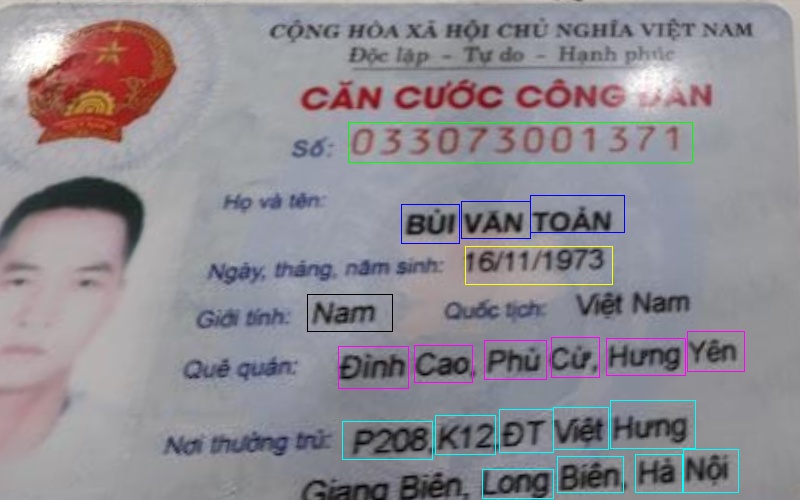 CỘNG HÒA XÃ HỘI CHỦ NGHĨA VIỆT NAM
Độc lập - Tự do - Hạnh phúc
CĂN CƯỚC CÔNG DÂN
Số: 033073001371
Họ và tên:
BÙI VĂN TOẢN
Ngày, tháng, năm sinh: 16/11/1973
Giới tính: Nam Quốc tịch: Việt Nam
Quê quán: Đình Cao, Phù Cừ, Hưng Yên
Nơi thường trú: P208, K12, ĐT Việt Hưng
Giang Biên, Long Biên, Hà Nội